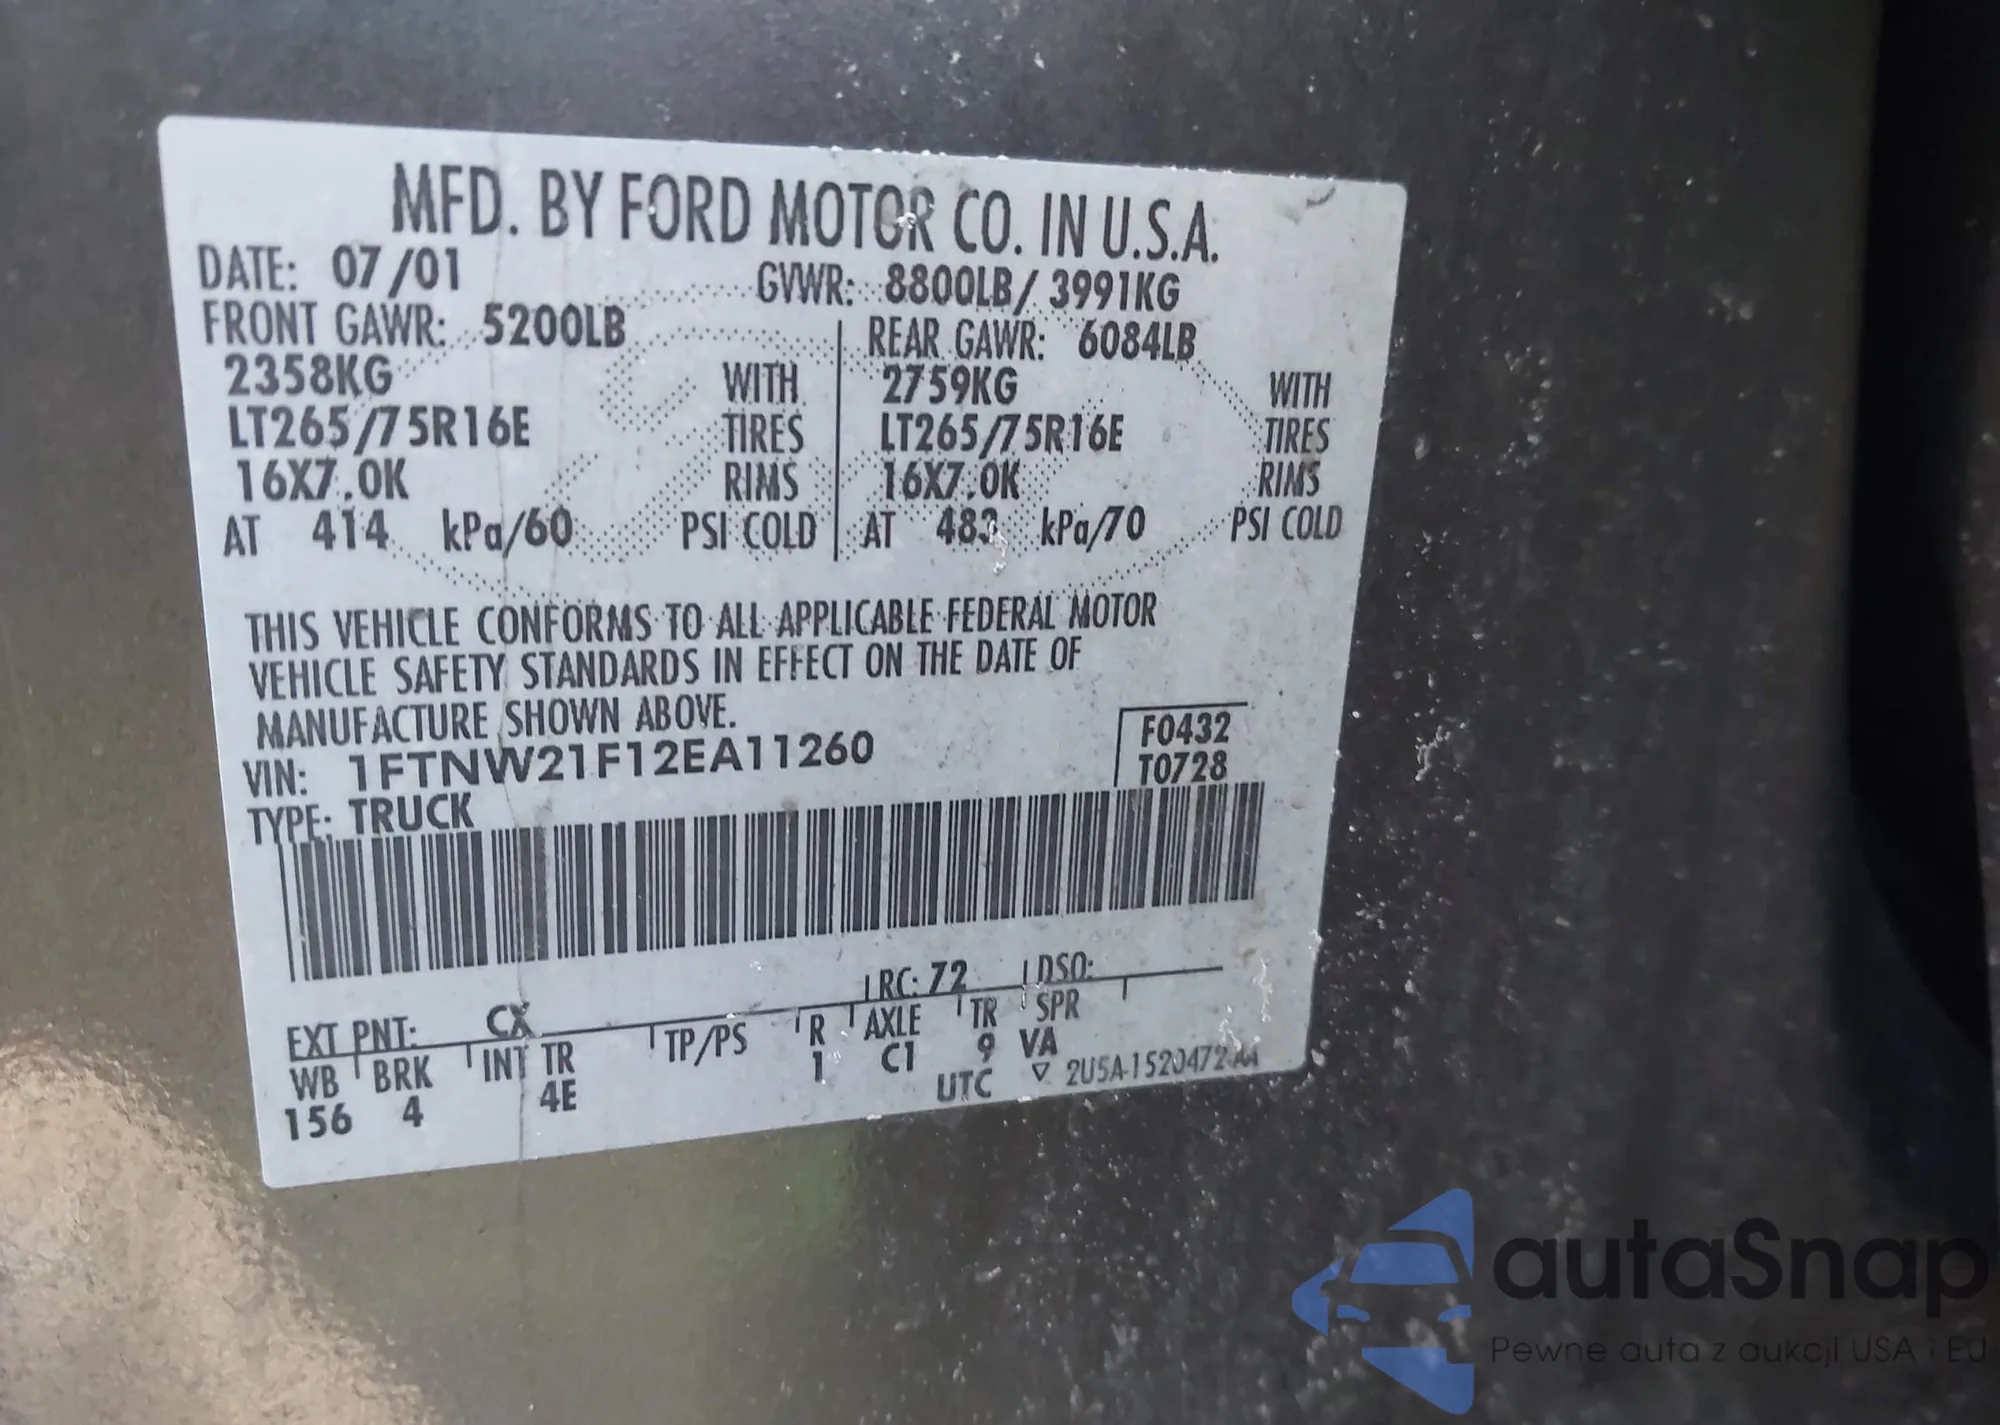 MFD. BY FORD MOTOR CO. IN U.S.A.
DATE: 07/01 GVWR: 8800LB/ 3991KG
FRONT GAWR: 5200LB REAR GAWR: 6084LB
2358KG WITH 2759KG WITH
LT265/75R16E TIRES LT265/75R16E TIRES
16X7.0K RIMS 16X7.0K RIMS
AT 414 kPa/60 PSI COLD AT 483 kPa/70 PSI COLD
THIS VEHICLE CONFORMS TO ALL APPLICABLE FEDERAL MOTOR
VEHICLE SAFETY STANDARDS IN EFFECT ON THE DATE OF
MANUFACTURE SHOWN ABOVE.
VIN: 1FTNW21F12EA11260
F0432
T0728
TYPE: TRUCK
EXT PNT: CX RC: 72 DSO:
WB BRK INT TR TP/PS R AXLE TR SPR
156 4 4E 1 C1 9 VA
UTC ▽ 2U5A-1520472-AA
autaSnap
Pewne auta z aukcji USA i EU